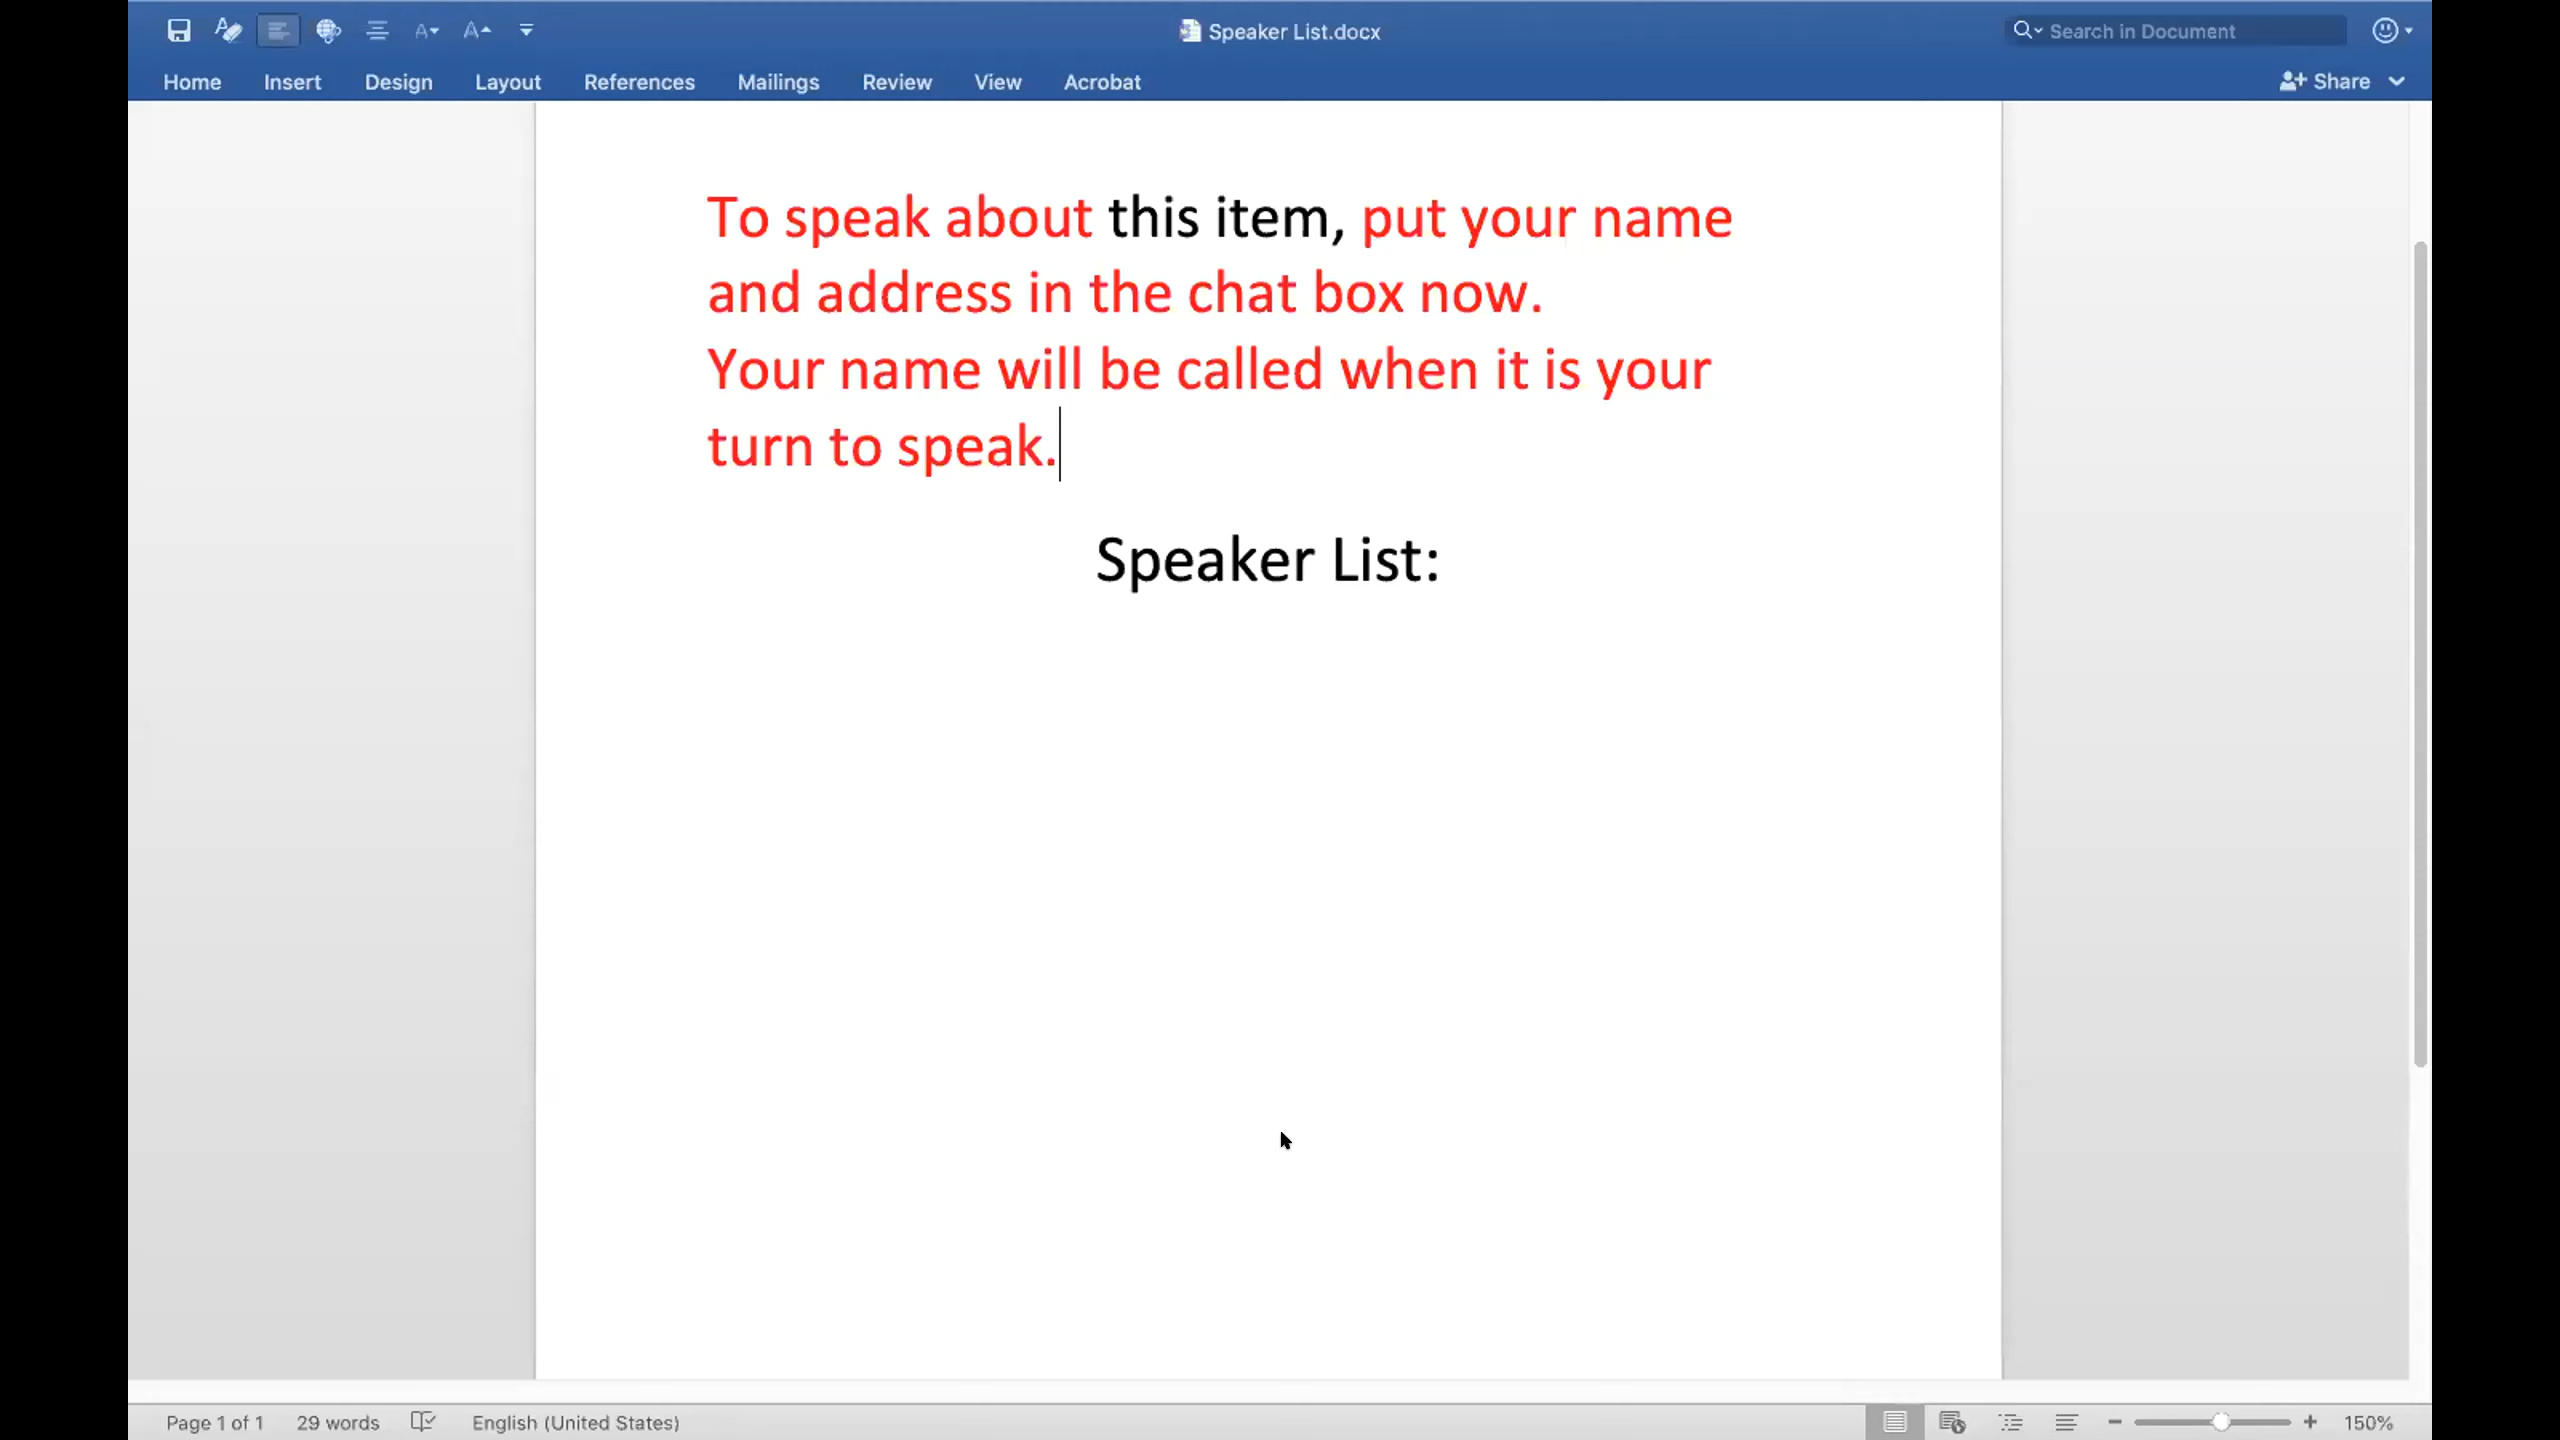 Speaker List.docx
Search in Document
Home Insert Design Layout References Mailings Review View Acrobat
Share
To speak about this item, put your name
and address in the chat box now.
Your name will be called when it is your
turn to speak.
Speaker List:
Page 1 of 1 29 words English (United States) 150%